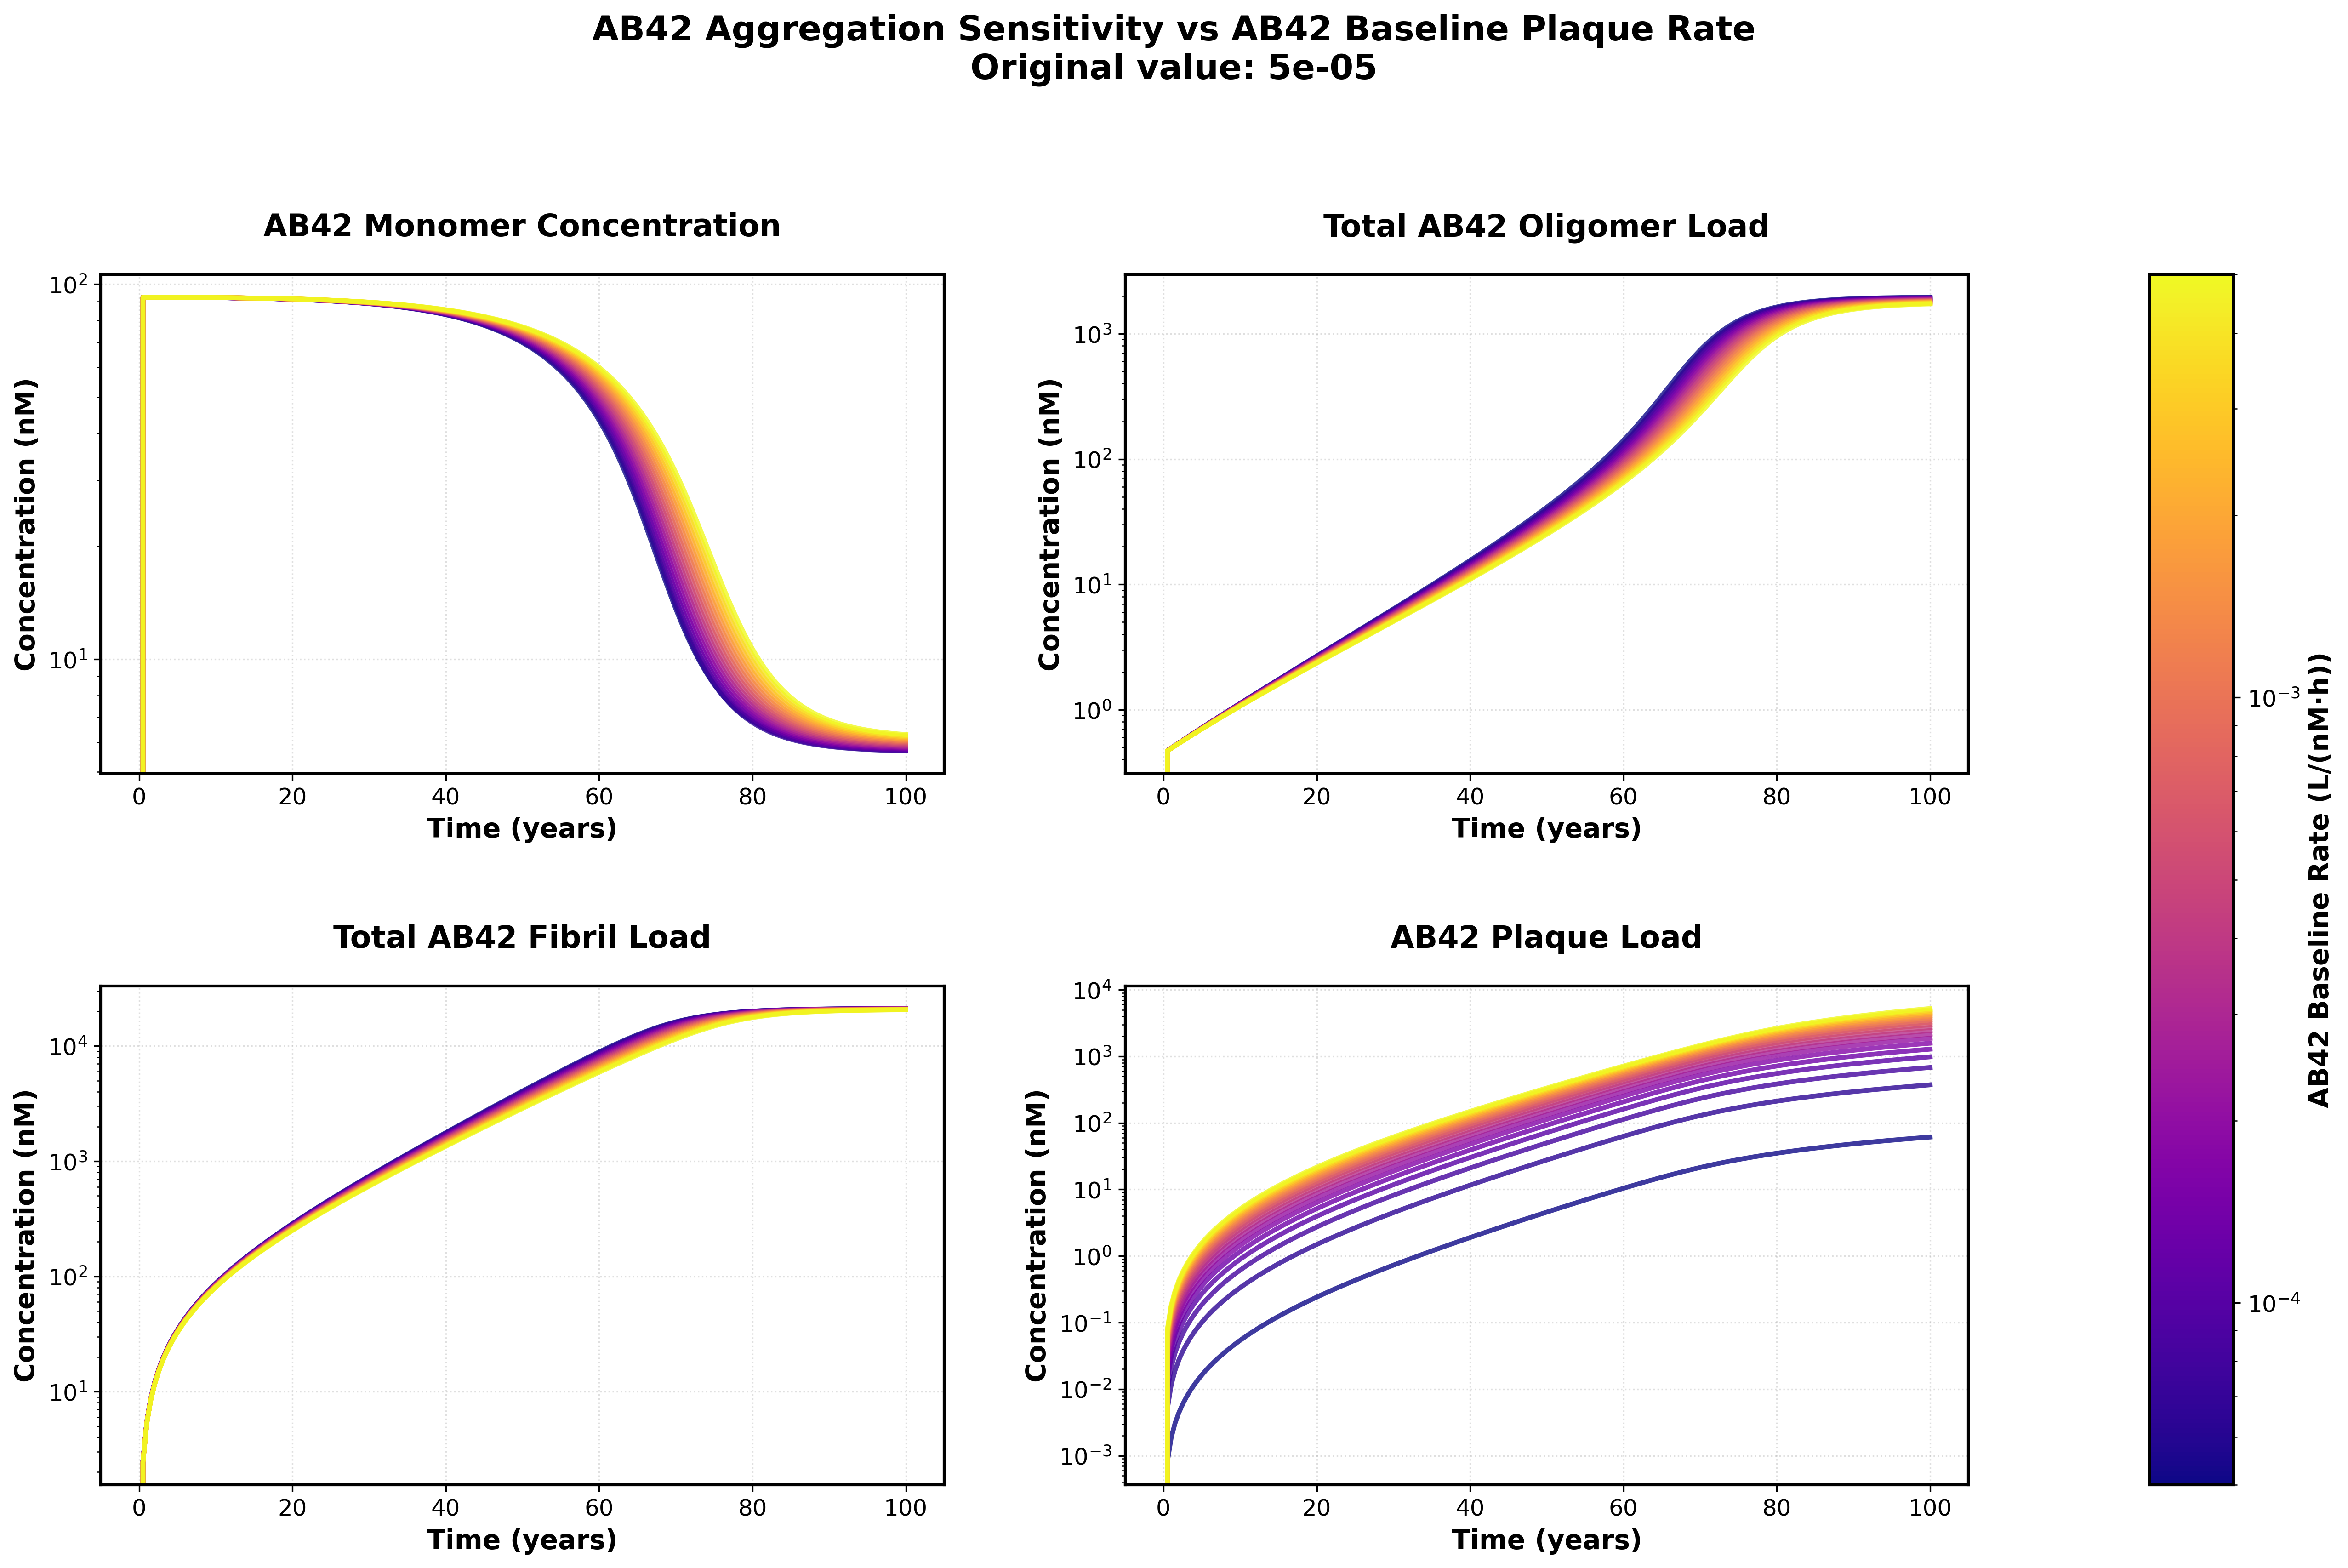 AB42 Aggregation Sensitivity vs AB42 Baseline Plaque Rate
Original value: 5e-05
AB42 Monomer Concentration
Concentration (nM)
10²
10¹
0 20 40 60 80 100
Time (years)
Total AB42 Oligomer Load
Concentration (nM)
10³
10²
10¹
10⁰
0 20 40 60 80 100
Time (years)
Total AB42 Fibril Load
Concentration (nM)
10⁴
10³
10²
10¹
0 20 40 60 80 100
Time (years)
AB42 Plaque Load
Concentration (nM)
10⁴
10³
10²
10¹
10⁰
10⁻¹
10⁻²
10⁻³
0 20 40 60 80 100
Time (years)
10⁻³
10⁻⁴
AB42 Baseline Rate (L/(nM·h))